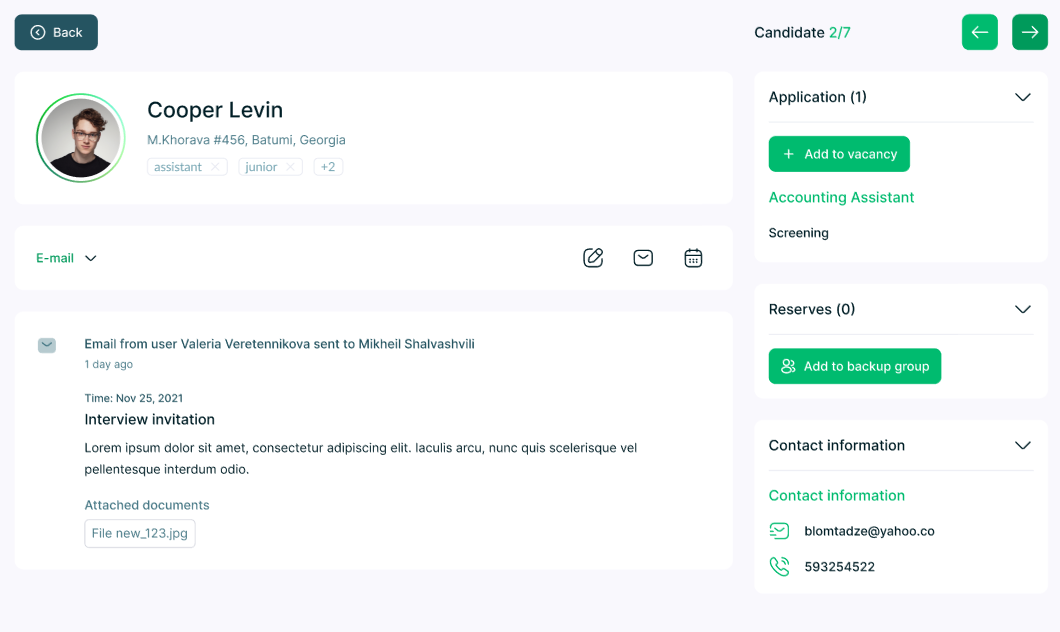 Back
Candidate 2/7
Cooper Levin
M.Khorava #456, Batumi, Georgia
assistant
junior
+2
E-mail
Email from user Valeria Veretennikova sent to Mikheil Shalvashvili
1 day ago
Time: Nov 25, 2021
Interview invitation
Lorem ipsum dolor sit amet, consectetur adipiscing elit. Iaculis arcu, nunc quis scelerisque vel
pellentesque interdum odio.
Attached documents
File new_123.jpg
Application (1)
+ Add to vacancy
Accounting Assistant
Screening
Reserves (0)
Add to backup group
Contact information
Contact information
blomtadze@yahoo.co
593254522